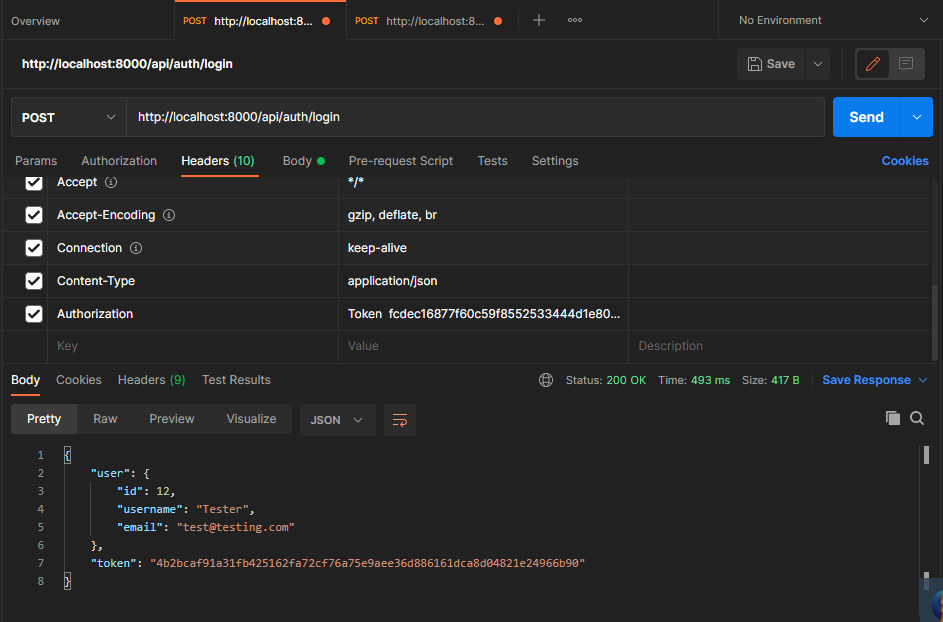 Overview
POST http://localhost:8...
POST http://localhost:8...
No Environment
http://localhost:8000/api/auth/login
Save
POST
http://localhost:8000/api/auth/login
Send
Params Authorization Headers (10) Body Pre-request Script Tests Settings Cookies
Accept */*
Accept-Encoding gzip, deflate, br
Connection keep-alive
Content-Type application/json
Authorization Token fcdec16877f60c59f8552533444d1e80...
Key Value Description
Body Cookies Headers (9) Test Results Status: 200 OK Time: 493 ms Size: 417 B Save Response
Pretty Raw Preview Visualize JSON
1 {
2 "user": {
3 "id": 12,
4 "username": "Tester",
5 "email": "test@testing.com"
6 },
7 "token": "4b2bcaf91a31fb425162fa72cf76a75e9aee36d886161dca8d04821e24966b90"
8 }